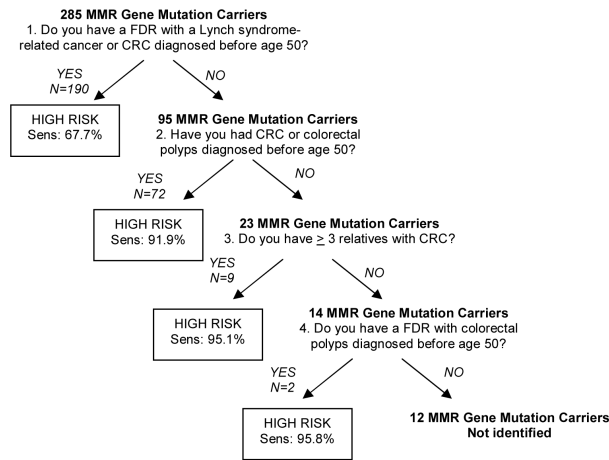 285 MMR Gene Mutation Carriers
1. Do you have a FDR with a Lynch syndrome-
related cancer or CRC diagnosed before age 50?
YES
N=190
NO
HIGH RISK
Sens: 67.7%
95 MMR Gene Mutation Carriers
2. Have you had CRC or colorectal
polyps diagnosed before age 50?
YES
N=72
NO
HIGH RISK
Sens: 91.9%
23 MMR Gene Mutation Carriers
3. Do you have ≥ 3 relatives with CRC?
YES
N=9
NO
HIGH RISK
Sens: 95.1%
14 MMR Gene Mutation Carriers
4. Do you have a FDR with colorectal
polyps diagnosed before age 50?
YES
N=2
NO
HIGH RISK
Sens: 95.8%
12 MMR Gene Mutation Carriers
Not identified